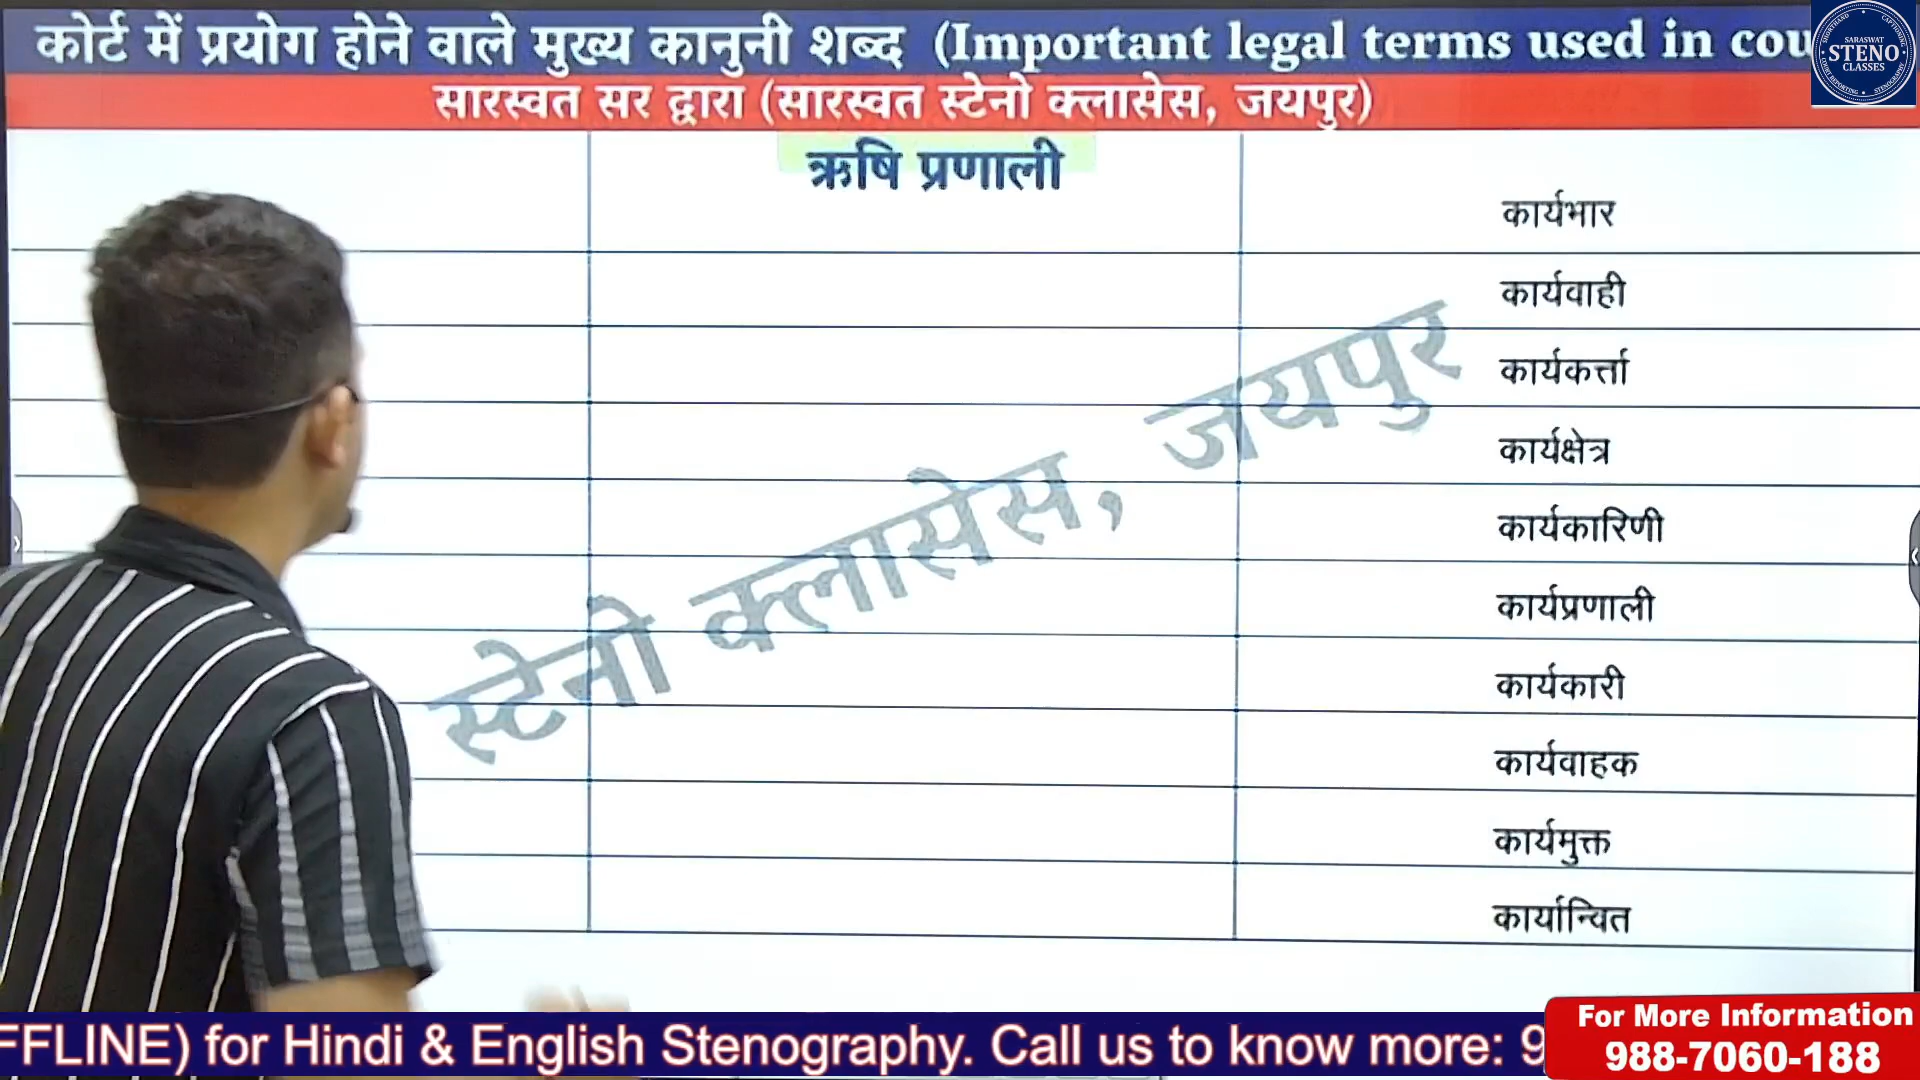 कोर्ट में प्रयोग होने वाले मुख्य कानुनी शब्द (Important legal terms used in cou
SARASWAT
STENO
CLASSES
सारस्वत सर द्वारा (सारस्वत स्टेनो क्लासेस, जयपुर)
ऋषि प्रणाली
कार्यभार
कार्यवाही
कार्यकर्त्ता
कार्यक्षेत्र
कार्यकारिणी
कार्यप्रणाली
कार्यकारी
कार्यवाहक
कार्यमुक्त
कार्यान्वित
स्टेनो क्लासेस, जयपुर
FFLINE) for Hindi & English Stenography. Call us to know more: 9
For More Information
988-7060-188